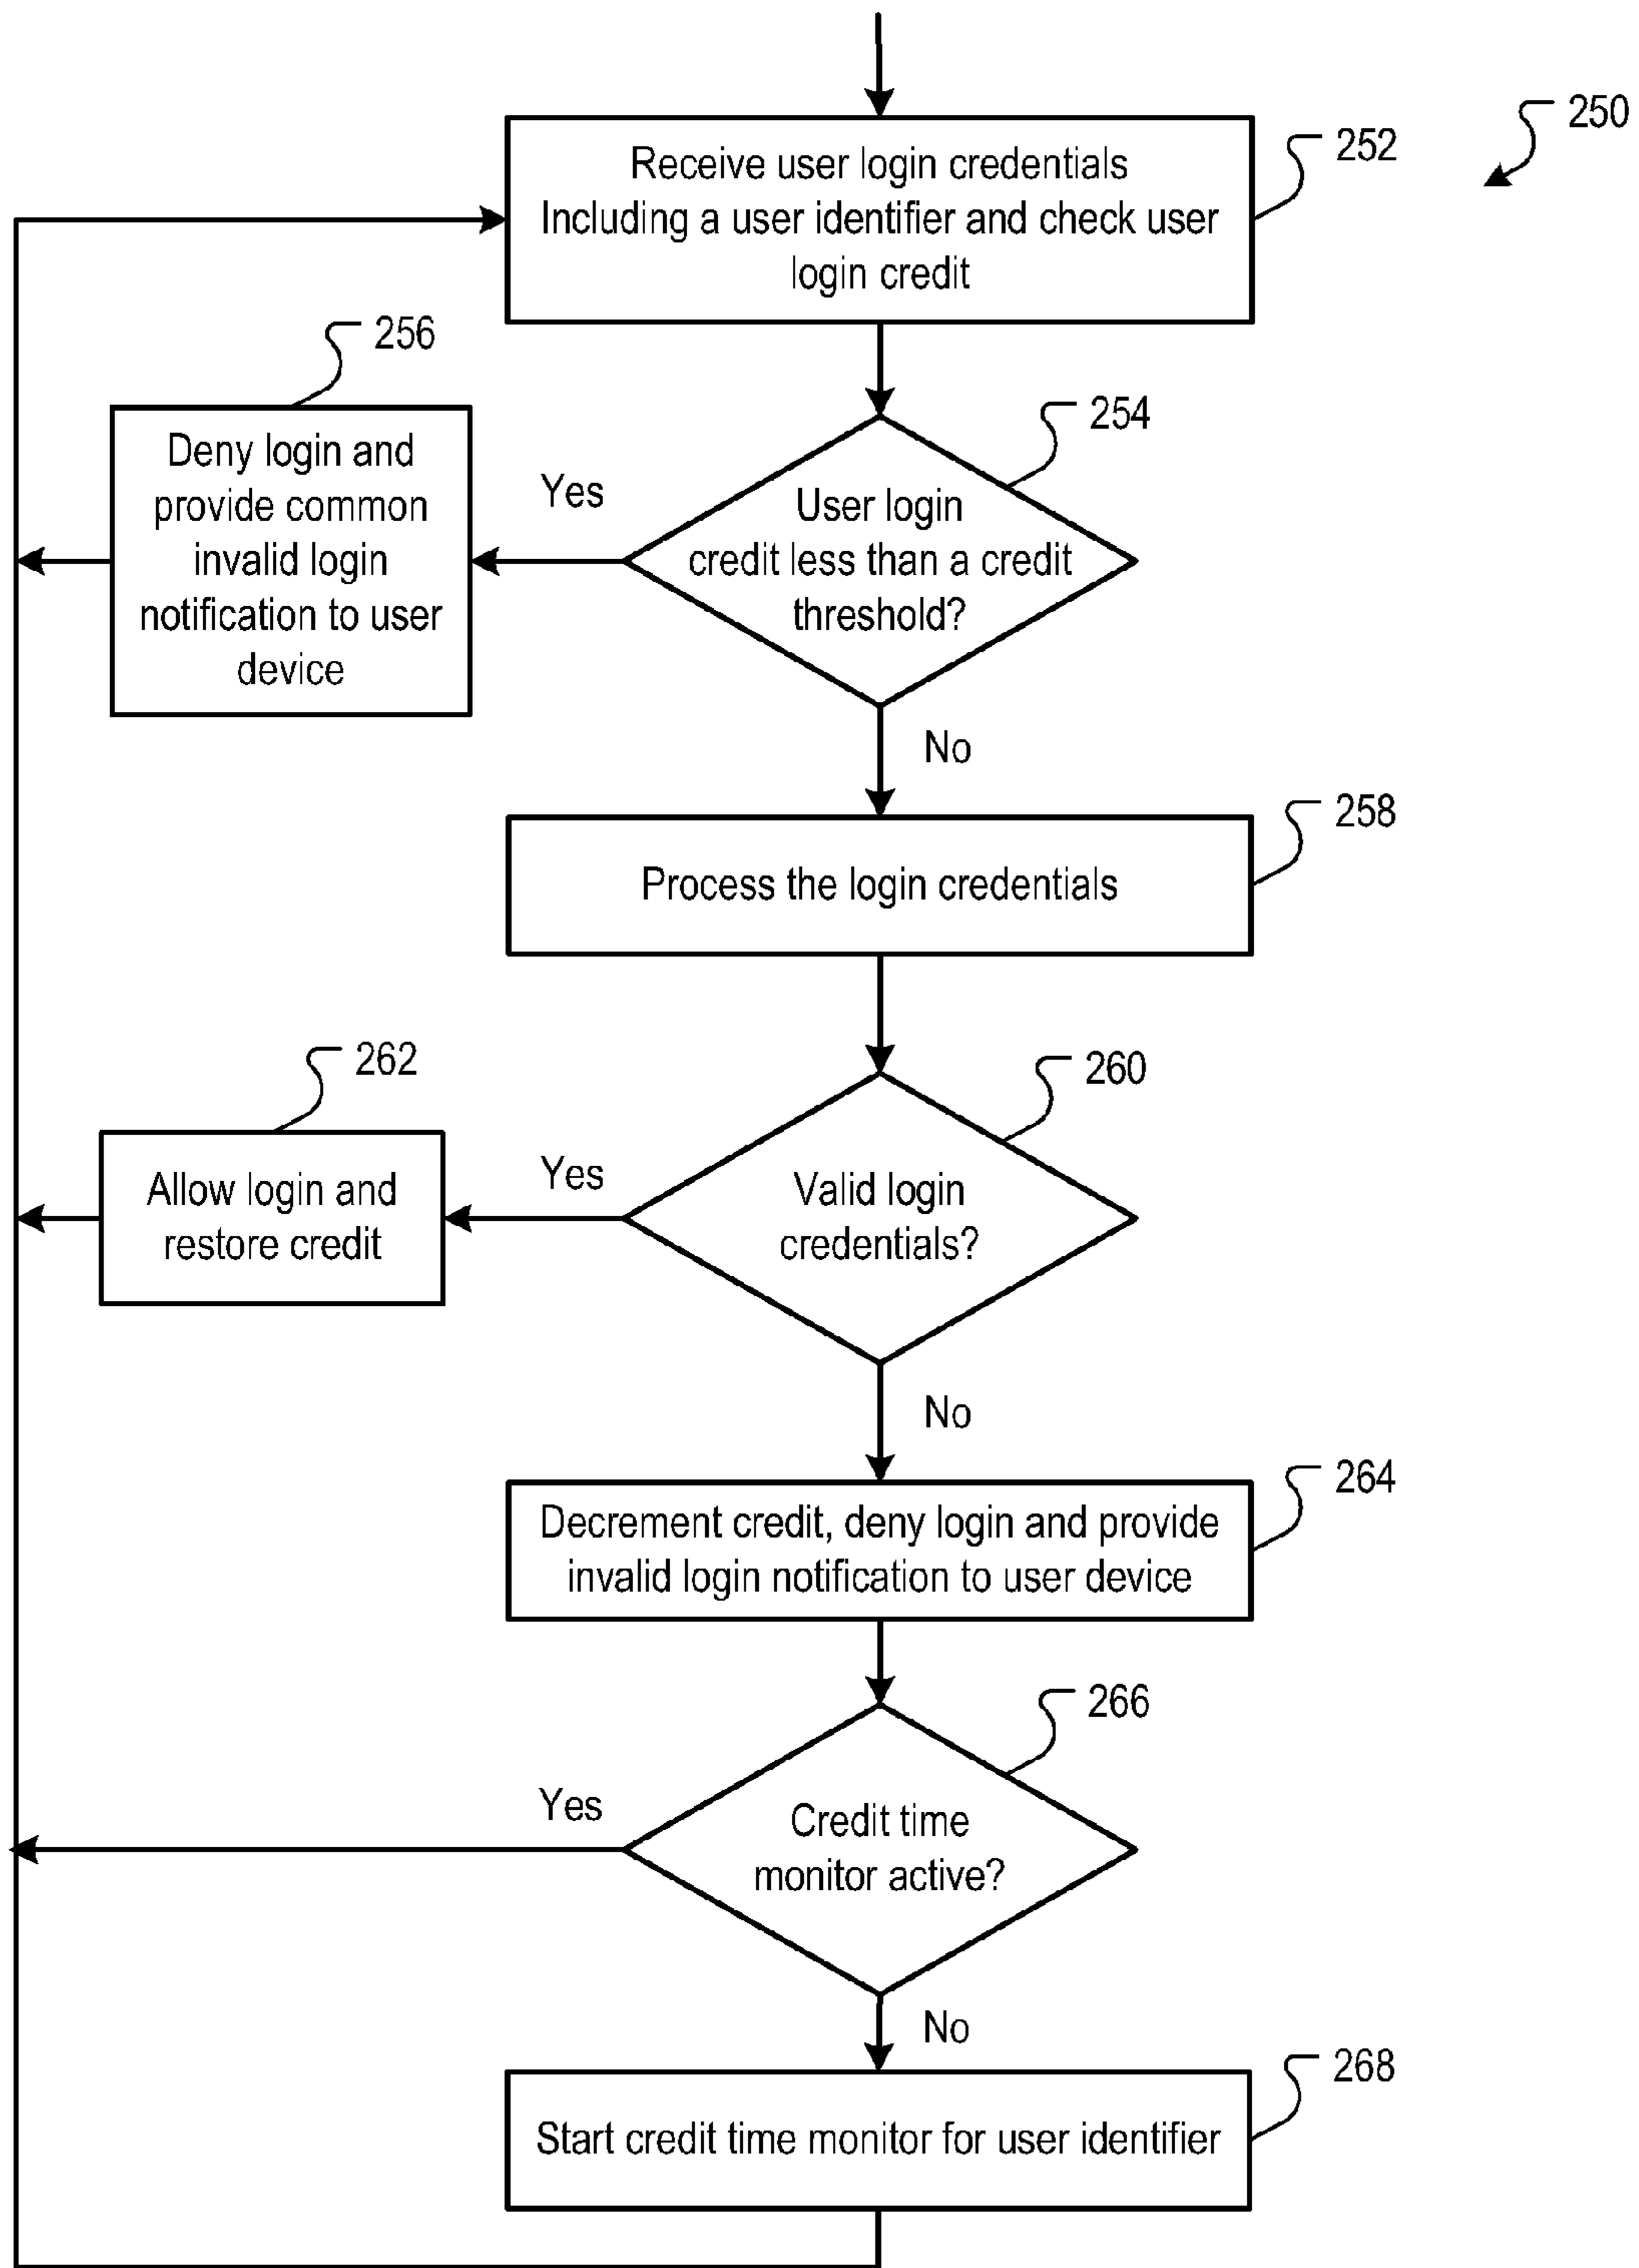 250
252
Receive user login credentials
Including a user identifier and check user
login credit
256
Deny login and
provide common
invalid login
notification to user
device
Yes
254
User login
credit less than a credit
threshold?
No
258
Process the login credentials
262
Allow login and
restore credit
Yes
260
Valid login
credentials?
No
264
Decrement credit, deny login and provide
invalid login notification to user device
266
Yes
Credit time
monitor active?
No
268
Start credit time monitor for user identifier